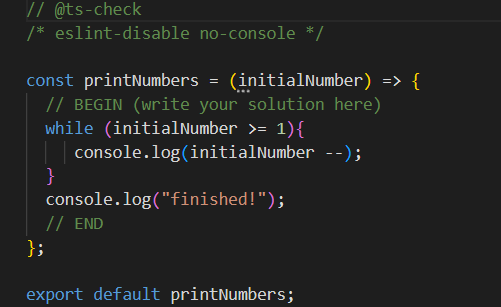 // @ts-check
/* eslint-disable no-console */
const printNumbers = (initialNumber) => {
// BEGIN (write your solution here)
while (initialNumber >= 1){
console.log(initialNumber --);
}
console.log("finished!");
// END
};
export default printNumbers;